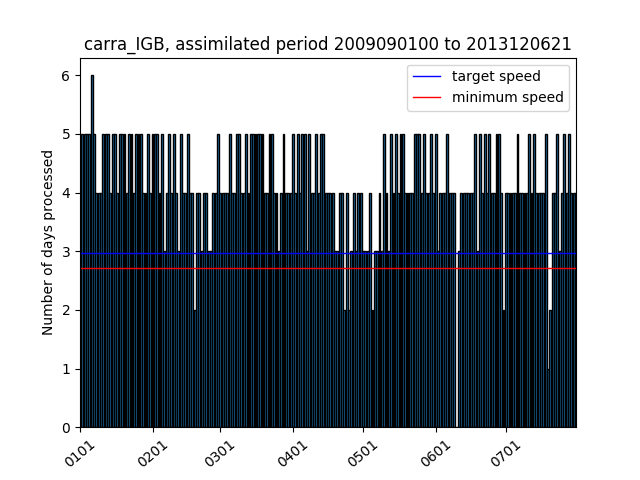 carra_IGB, assimilated period 2009090100 to 2013120621
target speed
minimum speed
Number of days processed
6
5
4
3
2
1
0
0101 0201 0301 0401 0501 0601 0701